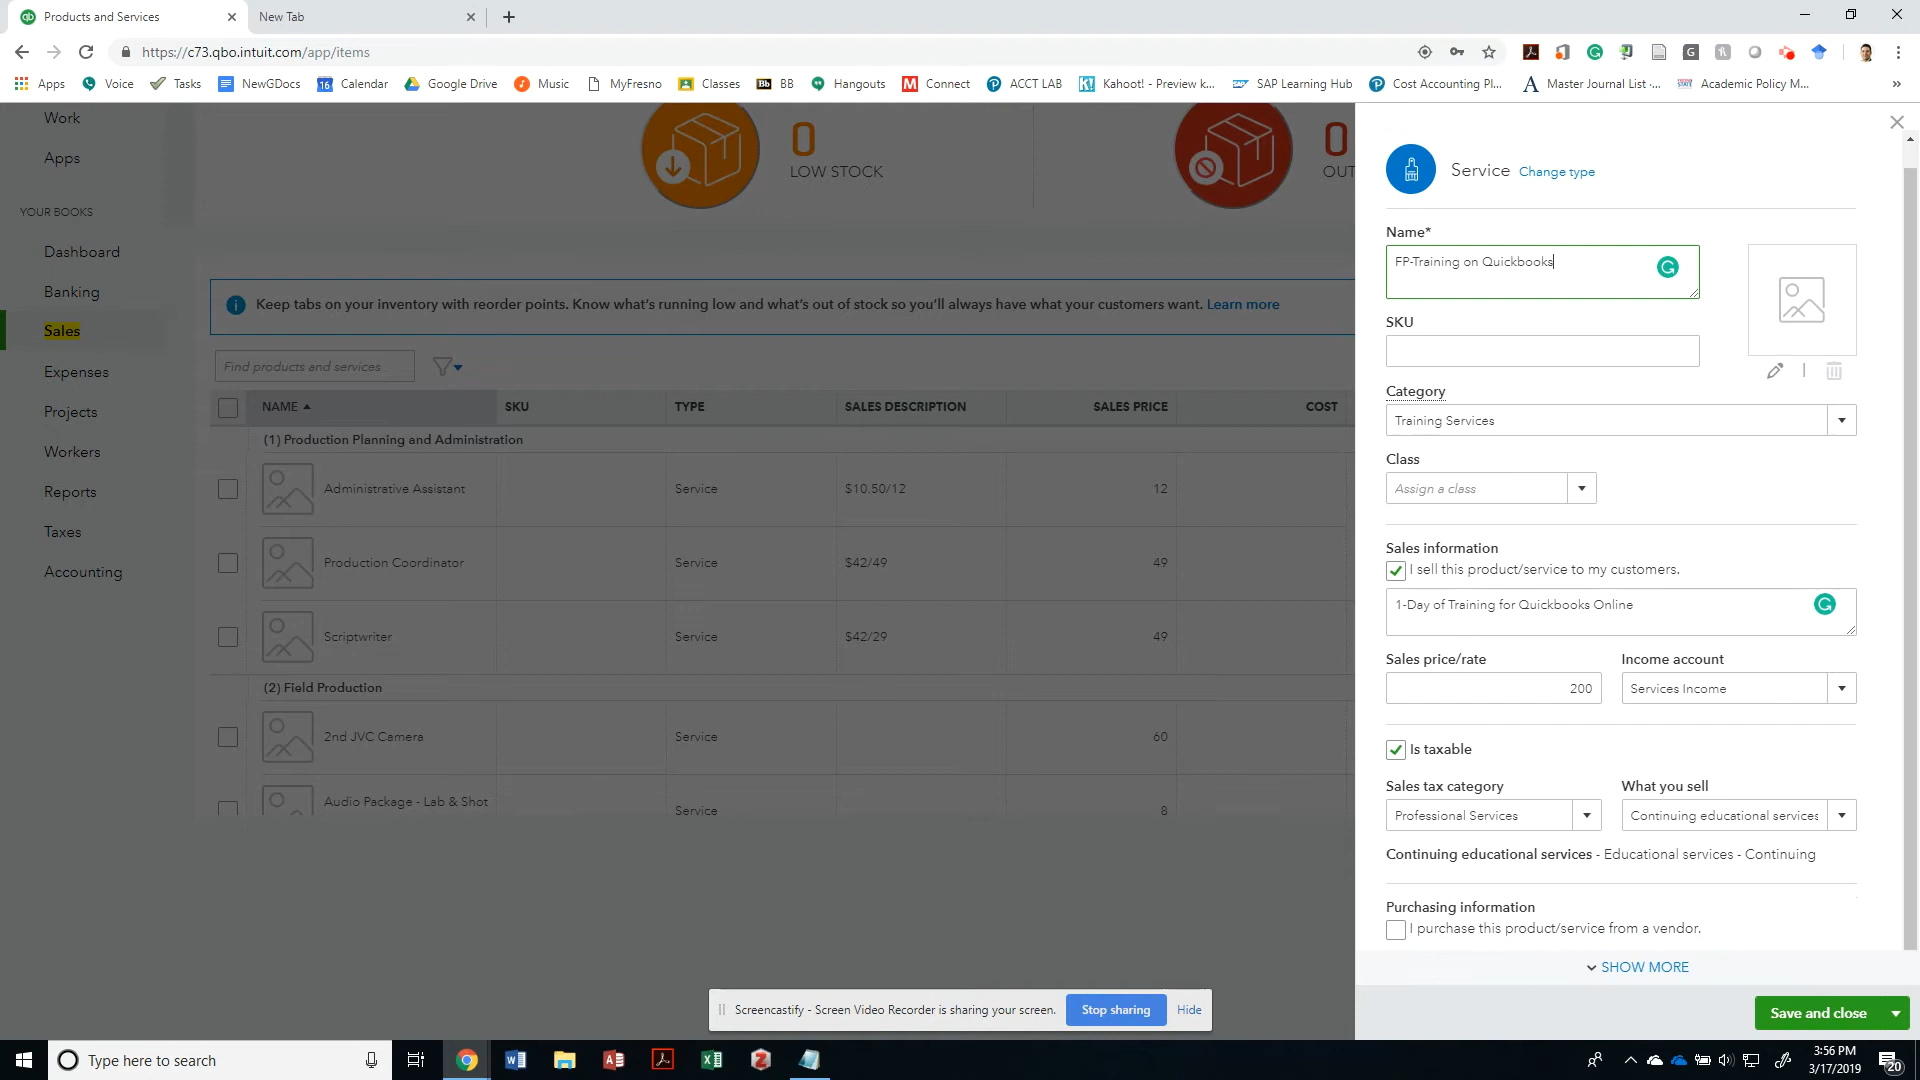 Products and Services
New Tab
https://c73.qbo.intuit.com/app/items
Apps
Voice
Tasks
NewGDocs
Calendar
Google Drive
Music
MyFresno
Classes
BB
Hangouts
Connect
ACCT LAB
Kahoot! - Preview k...
SAP Learning Hub
Cost Accounting Pl...
Master Journal List -...
Academic Policy M...
Work
Apps
YOUR BOOKS
Dashboard
Banking
Sales
Expenses
Projects
Workers
Reports
Taxes
Accounting
0
LOW STOCK
0
OUT
Keep tabs on your inventory with reorder points. Know what's running low and what's out of stock so you'll always have what your customers want. Learn more
Find products and services
NAME SKU TYPE SALES DESCRIPTION SALES PRICE COST
(1) Production Planning and Administration
Administrative Assistant Service $10.50/12 12
Production Coordinator Service $42/49 49
Scriptwriter Service $42/29 49
(2) Field Production
2nd JVC Camera Service 60
Audio Package - Lab & Shot Service 8
Service Change type
Name*
FP-Training on Quickbooks
SKU
Category
Training Services
Class
Assign a class
Sales information
I sell this product/service to my customers.
1-Day of Training for Quickbooks Online
Sales price/rate Income account
200 Services Income
Is taxable
Sales tax category What you sell
Professional Services Continuing educational services
Continuing educational services - Educational services - Continuing
Purchasing information
I purchase this product/service from a vendor.
SHOW MORE
Save and close
Screencastify - Screen Video Recorder is sharing your screen. Stop sharing Hide
Type here to search
3:56 PM
3/17/2019
20